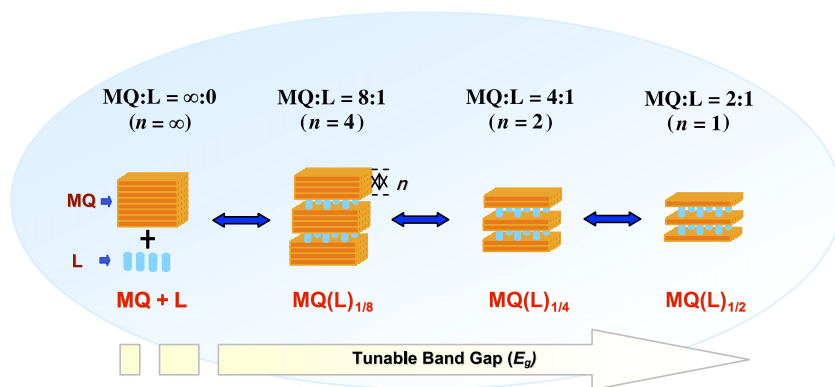 MQ:L = ∞:0
(n = ∞)
MQ:L = 8:1
(n = 4)
MQ:L = 4:1
(n = 2)
MQ:L = 2:1
(n = 1)
n
MQ
+
L
MQ + L
MQ(L)1/8
MQ(L)1/4
MQ(L)1/2
Tunable Band Gap (Eg)